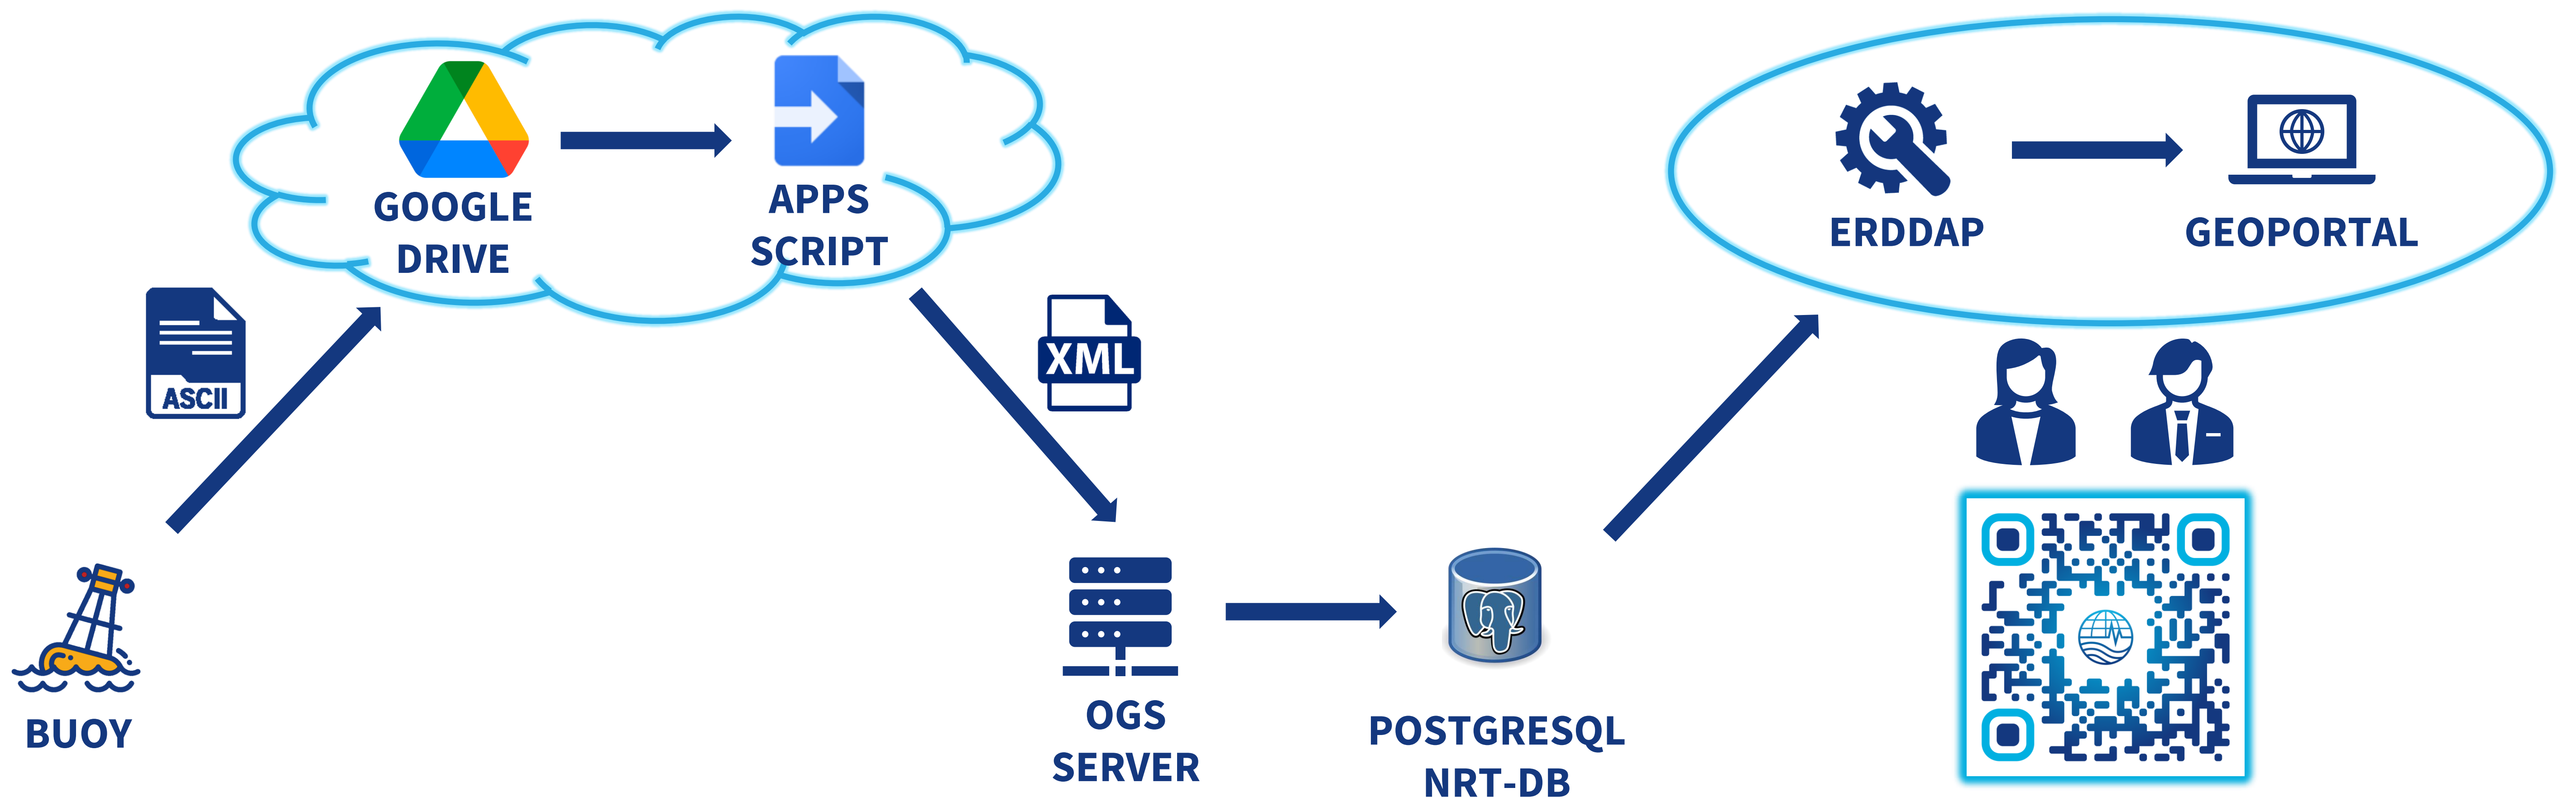 GOOGLE
DRIVE
APPS
SCRIPT
ASCII
XML
BUOY
OGS
SERVER
POSTGRESQL
NRT-DB
ERDDAP
GEOPORTAL